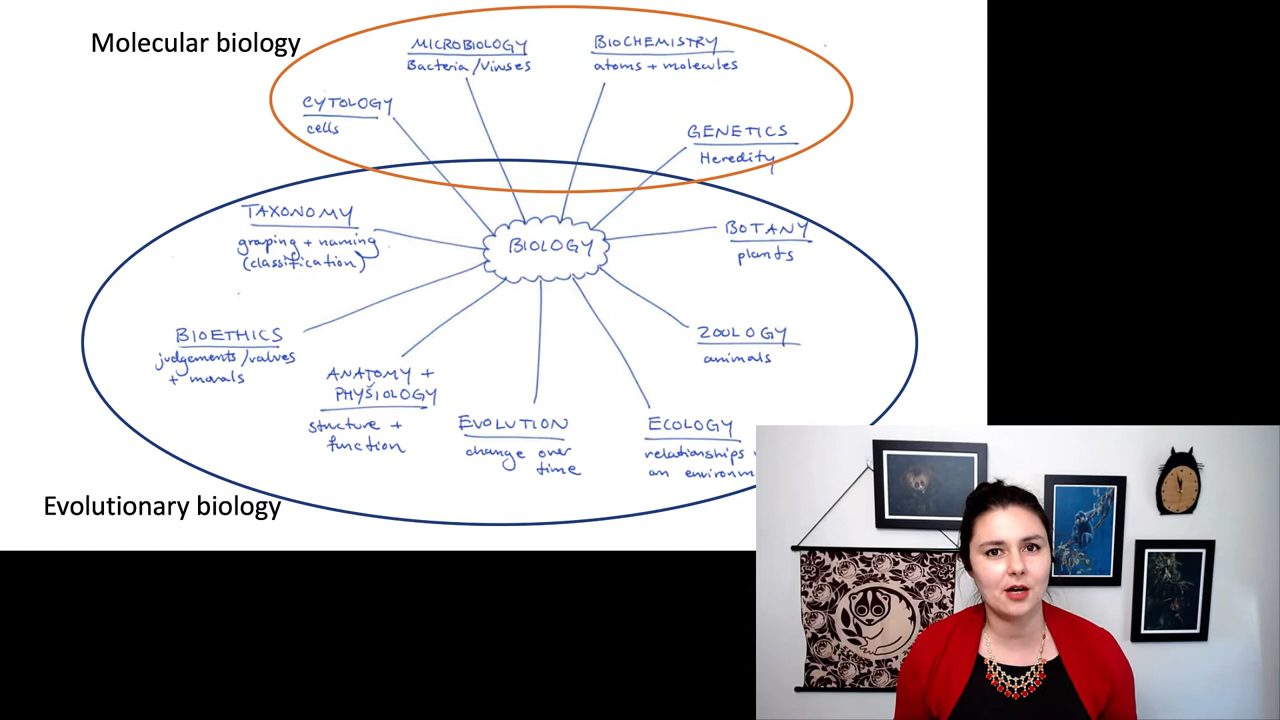 Molecular biology
MICROBIOLOGY
Bacteria/Viruses
BIOCHEMISTRY
atoms + molecules
CYTOLOGY
cells
GENETICS
Heredity
TAXONOMY
graping + naming
(classification)
BIOLOGY
BOTANY
plants
BIOETHICS
judgements/values
+ morals
ZOOLOGY
animals
ANATOMY +
PHYSIOLOGY
structure +
function
EVOLUTION
change over
time
ECOLOGY
relationships
an environm
Evolutionary biology